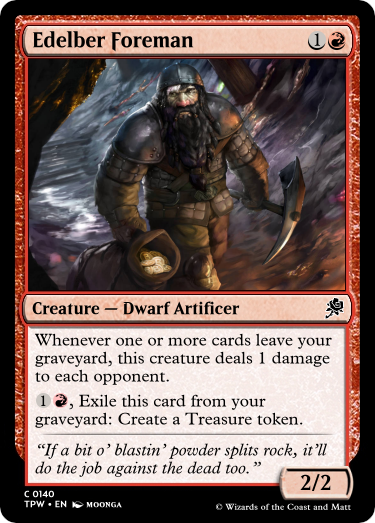 Edelber Foreman 1
Creature — Dwarf Artificer
Whenever one or more cards leave your
graveyard, this creature deals 1 damage
to each opponent.
1 , Exile this card from your
graveyard: Create a Treasure token.
“If a bit o’ blastin’ powder splits rock, it’ll
do the job against the dead too.”
2/2
C 0140
TPW • EN MOONGA
© Wizards of the Coast and Matt